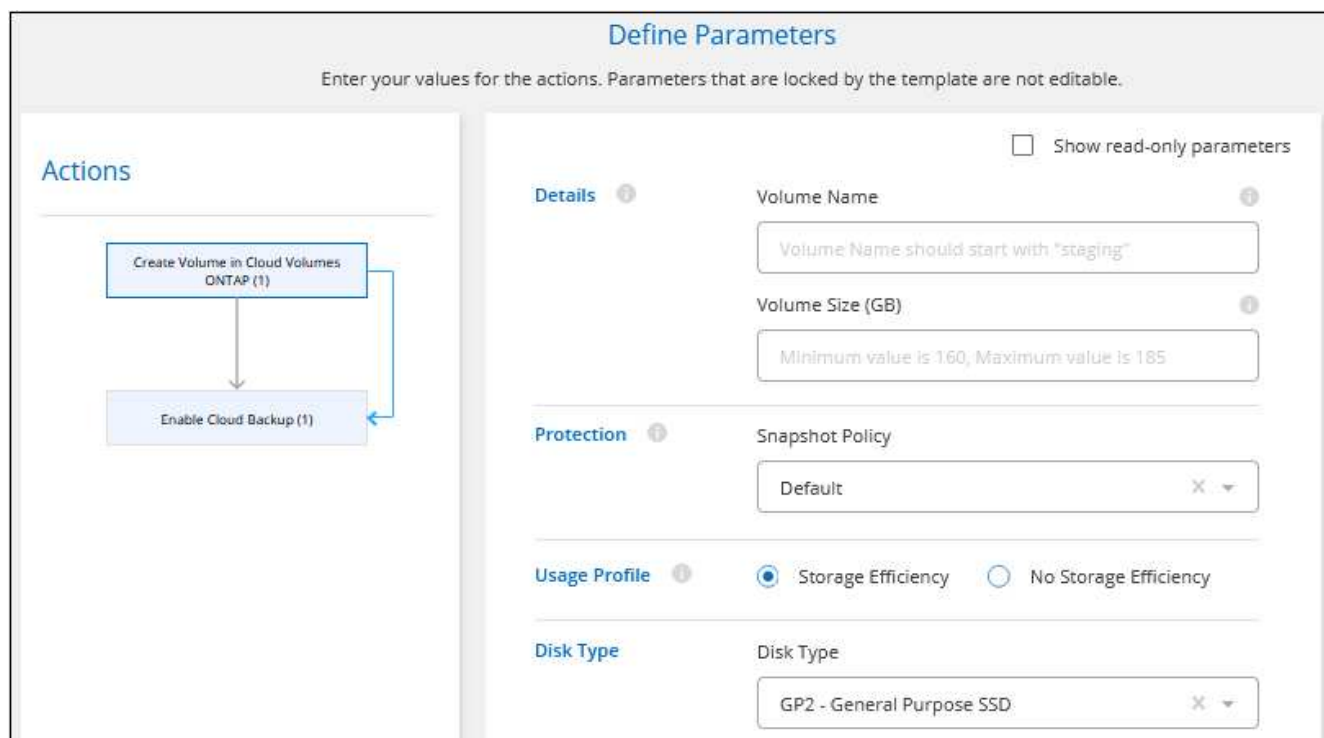 Define Parameters
Enter your values for the actions. Parameters that are locked by the template are not editable.
Actions
Create Volume in Cloud Volumes
ONTAP (1)
Enable Cloud Backup (1)
Show read-only parameters
Details
Volume Name
Volume Name should start with "staging"
Volume Size (GB)
Minimum value is 160, Maximum value is 185
Protection
Snapshot Policy
Default
Usage Profile
Storage Efficiency
No Storage Efficiency
Disk Type
Disk Type
GP2 - General Purpose SSD